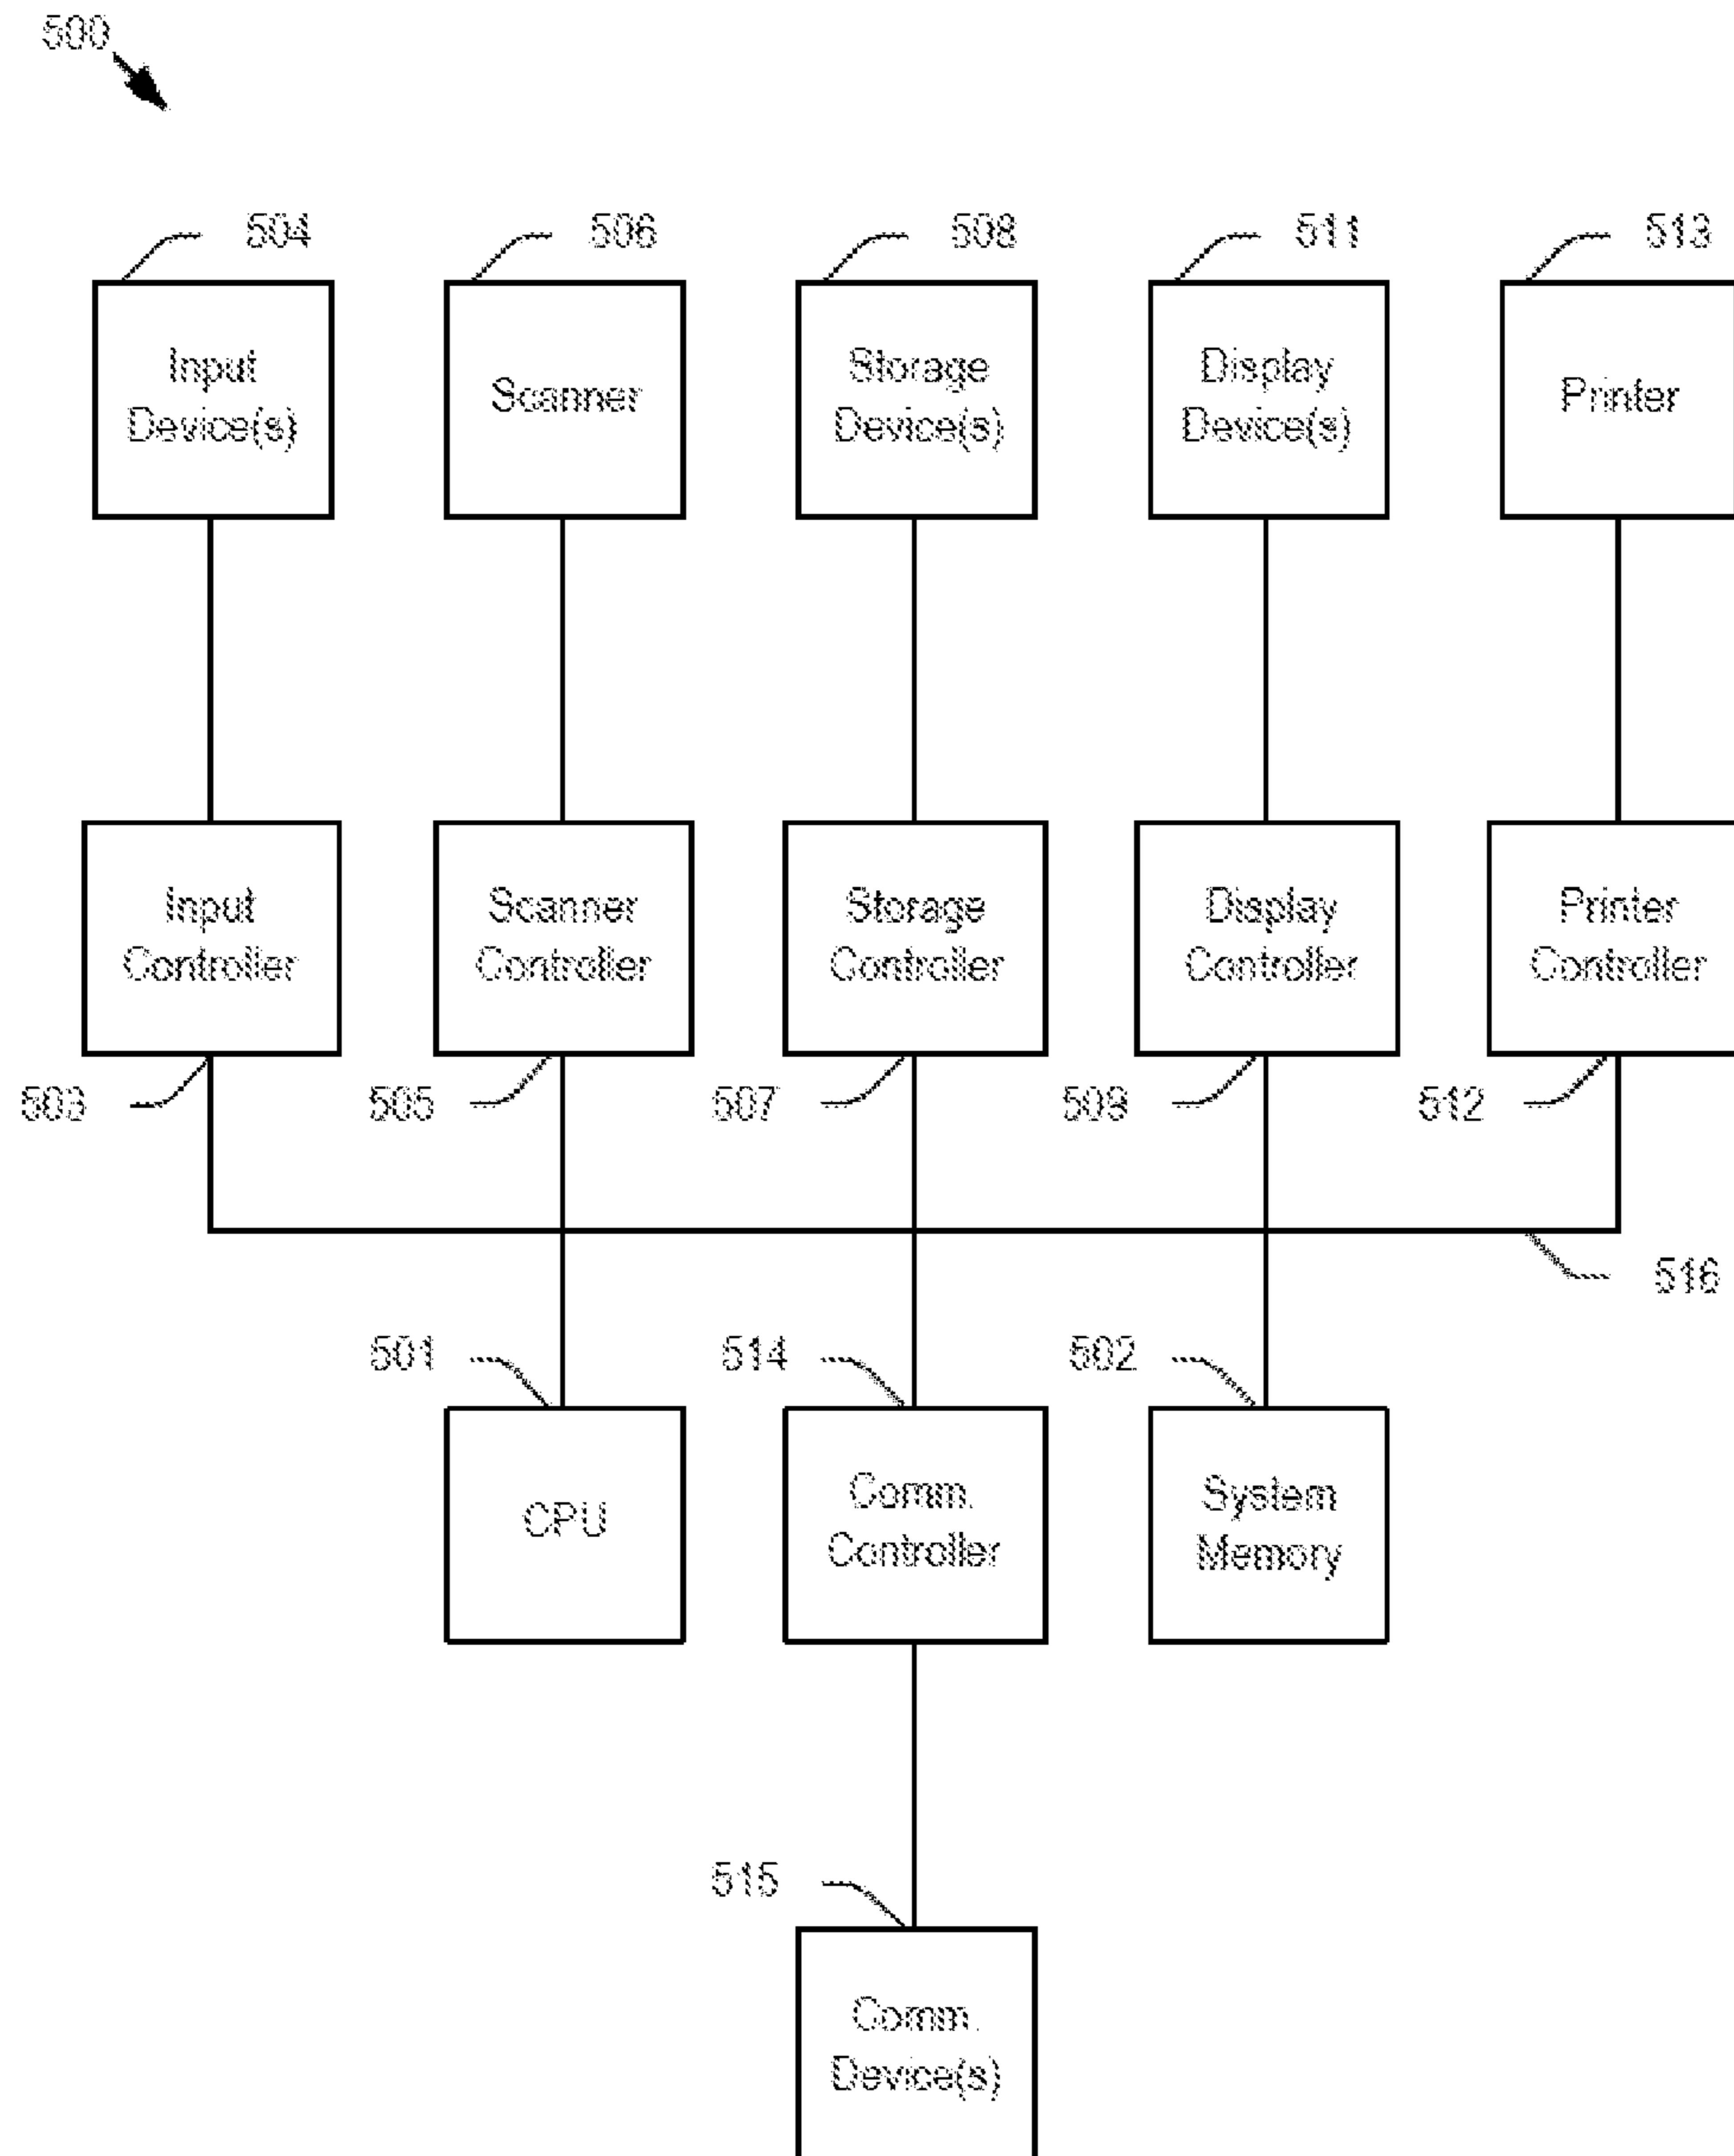 500
504
506
508
511
513
Input
Device(s)
Scanner
Storage
Device(s)
Display
Device(s)
Printer
Input
Controller
Scanner
Controller
Storage
Controller
Display
Controller
Printer
Controller
503
505
507
509
512
516
501
514
502
CPU
Comm.
Controller
System
Memory
515
Comm.
Device(s)